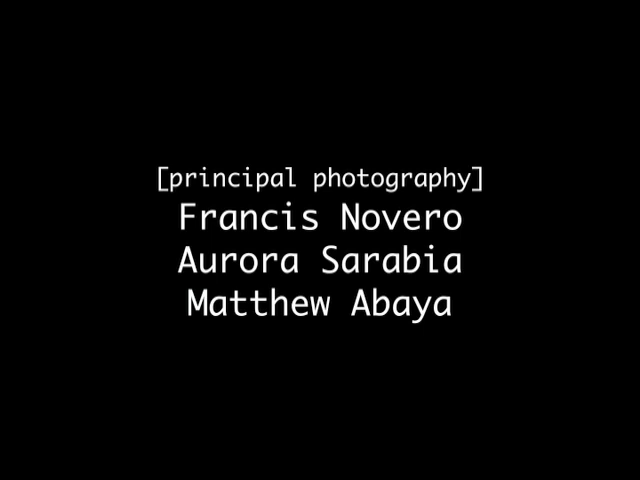 [principal photography]
Francis Novero
Aurora Sarabia
Matthew Abaya